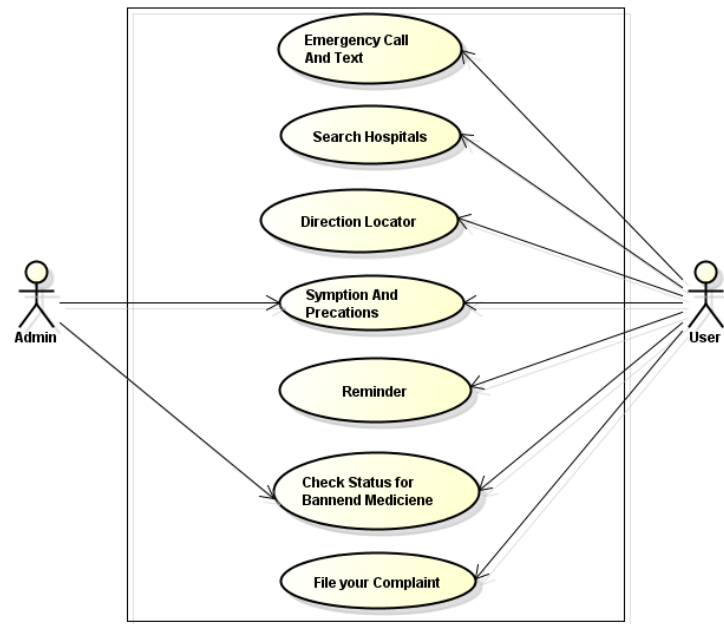 Emergency Call
And Text
Search Hospitals
Direction Locator
Symption And
Precations
Admin
User
Reminder
Check Status for
Bannend Mediciene
File your Complaint